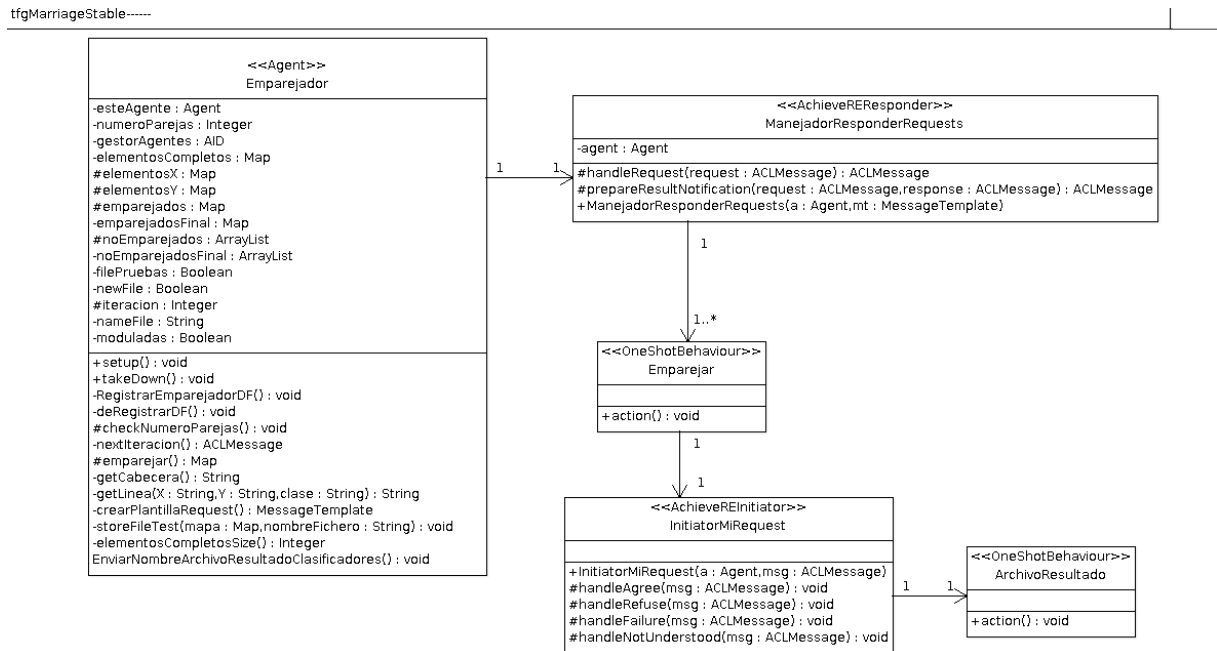 tfgMarriageStable------
<<Agent>>
Emparejador
-esteAgente : Agent
-numeroParejas : Integer
-gestorAgentes : AID
-elementosCompletos : Map
#elementosX : Map
#elementosY : Map
#emparejados : Map
-emparejadosFinal : Map
#noEmparejados : ArrayList
-noEmparejadosFinal : ArrayList
-filePruebas : Boolean
-newFile : Boolean
#iteracion : Integer
-nameFile : String
-moduladas : Boolean
+setup() : void
+takeDown() : void
-RegistrarEmparejadorDF() : void
-deRegistrarDF() : void
#checkNumeroParejas() : void
-nextIteracion() : ACLMessage
#emparejar() : Map
-getCabecera() : String
-getLinea(X : String,Y : String,clase : String) : String
-crearPlantillaRequest() : MessageTemplate
-storeFileTest(mapa : Map,nombreFichero : String) : void
-elementosCompletosSize() : Integer
EnviarNombreArchivoResultadoClasificadores() : void
1
1
<<AchieveREResponder>>
ManejadorResponderRequests
-agent : Agent
#handleRequest(request : ACLMessage) : ACLMessage
#prepareResultNotification(request : ACLMessage,response : ACLMessage) : ACLMessage
+ManejadorResponderRequests(a : Agent,mt : MessageTemplate)
1
1..*
<<OneShotBehaviour>>
Emparejar
+action() : void
1
1
<<AchieveREInitiator>>
InitiatorMiRequest
+InitiatorMiRequest(a : Agent,msg : ACLMessage)
#handleAgree(msg : ACLMessage) : void
#handleRefuse(msg : ACLMessage) : void
#handleFailure(msg : ACLMessage) : void
#handleNotUnderstood(msg : ACLMessage) : void
1
1
<<OneShotBehaviour>>
ArchivoResultado
+action() : void